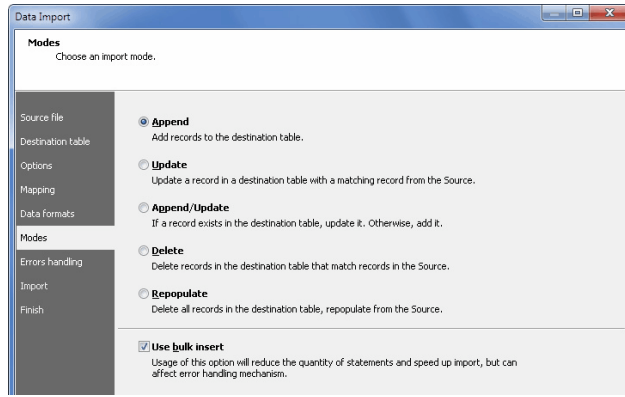 Data Import
Modes
Choose an import mode.
Source file
Destination table
Options
Mapping
Data formats
Modes
Errors handling
Import
Finish
Append
Add records to the destination table.
Update
Update a record in a destination table with a matching record from the Source.
Append/Update
If a record exists in the destination table, update it. Otherwise, add it.
Delete
Delete records in the destination table that match records in the Source.
Repopulate
Delete all records in the destination table, repopulate from the Source.
Use bulk insert
Usage of this option will reduce the quantity of statements and speed up import, but can
affect error handling mechanism.